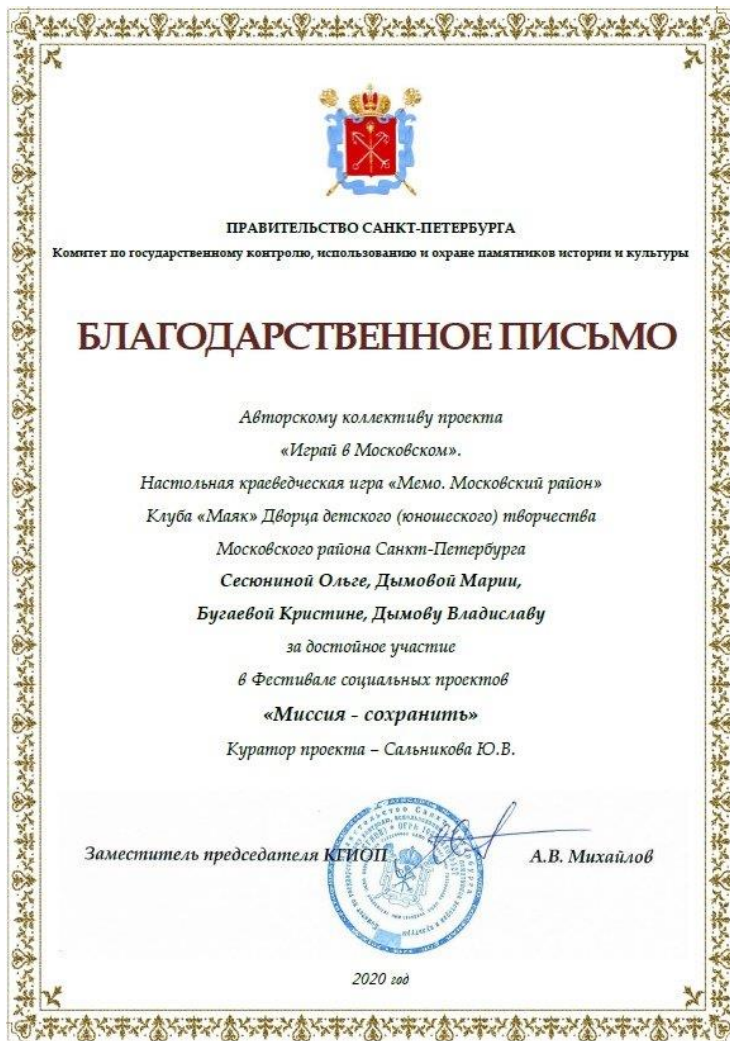 ПРАВИТЕЛЬСТВО САНКТ-ПЕТЕРБУРГА
Комитет по государственному контролю, использованию и охране памятников истории и культуры
БЛАГОДАРСТВЕННОЕ ПИСЬМО
Авторскому коллективу проекта
«Играй в Московском».
Настольная краеведческая игра «Мемо. Московский район»
Клуба «Маяк» Дворца детского (юношеского) творчества
Московского района Санкт-Петербурга
Сесюниной Ольге, Дымовой Марии,
Бугаевой Кристине, Дымову Владиславу
за достойное участие
в Фестивале социальных проектов
«Миссия - сохранить»
Куратор проекта – Сальникова Ю.В.
Заместитель председателя КГИОП
А.В. Михайлов
2020 год